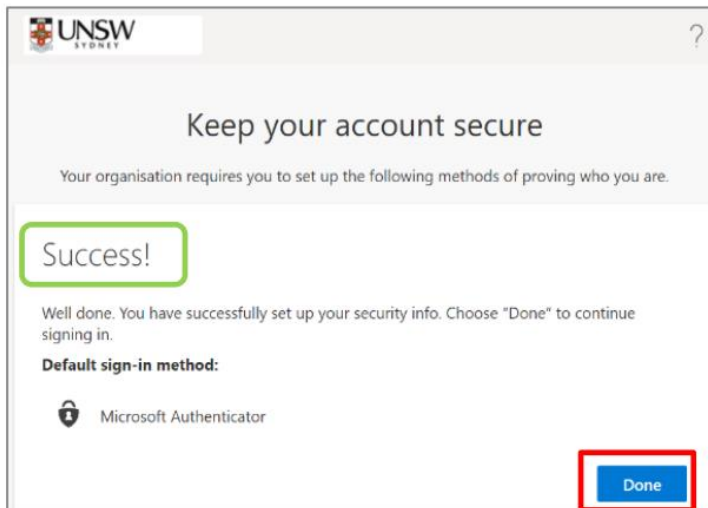 UNSW
SYDNEY
?
Keep your account secure
Your organisation requires you to set up the following methods of proving who you are.
Success!
Well done. You have successfully set up your security info. Choose "Done" to continue
signing in.
Default sign-in method:
Microsoft Authenticator
Done